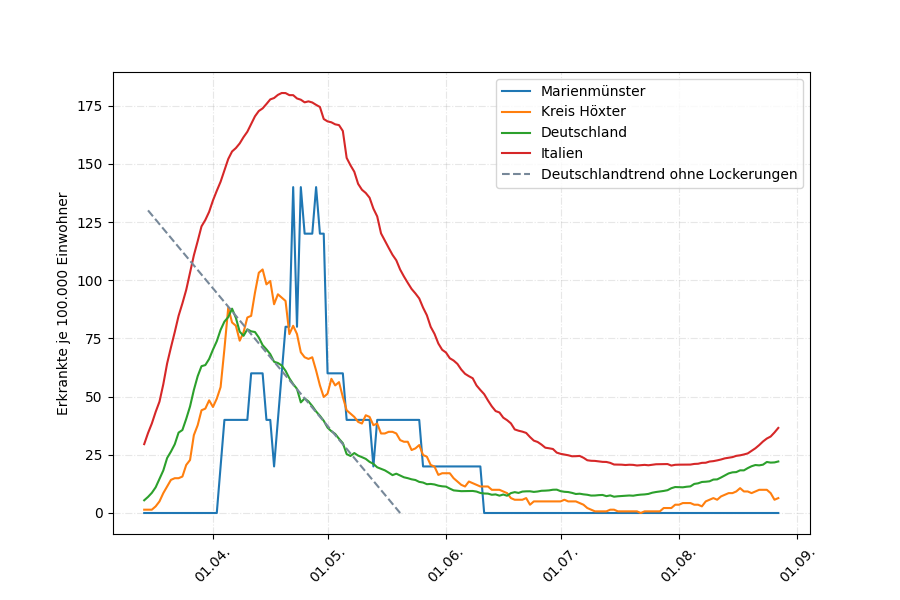 Marienmünster
Kreis Höxter
Deutschland
Italien
Deutschlandtrend ohne Lockerungen
Erkrankte je 100.000 Einwohner
175
150
125
100
75
50
25
0
01.04.
01.05.
01.06.
01.07.
01.08.
01.09.